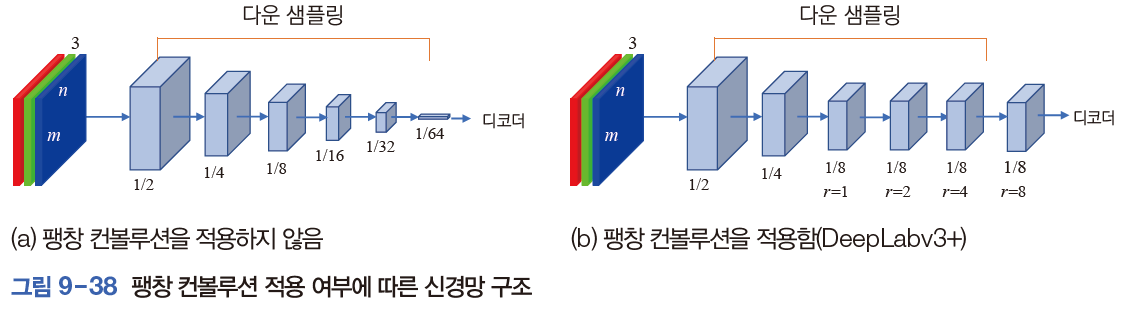 다운 샘플링
3
n
m
1/2
1/4
1/8
1/16
1/32
1/64
디코더
(a) 팽창 컨볼루션을 적용하지 않음
다운 샘플링
3
n
m
1/2
1/4
1/8
r=1
1/8
r=2
1/8
r=4
1/8
r=8
디코더
(b) 팽창 컨볼루션을 적용함(DeepLabv3+)
그림 9-38 팽창 컨볼루션 적용 여부에 따른 신경망 구조